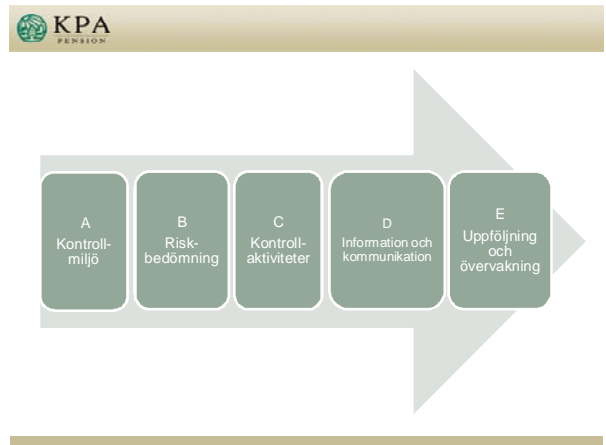 KPA
PENSION
A
Kontroll-
miljö
B
Risk-
bedömning
C
Kontroll-
aktiviteter
D
Information och
kommunikation
E
Uppföljning
och
övervakning